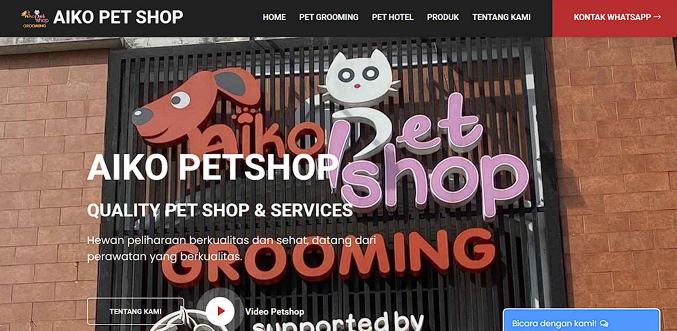 AIKO PET SHOP
HOME PET GROOMING PET HOTEL PRODUK TENTANG KAMI KONTAK WHATSAPP →
Aiko Pet shop
GROOMING
AIKO PETSHOP
QUALITY PET SHOP & SERVICES
Hewan peliharaan berkualitas dan sehat, datang dari
perawatan yang berkualitas.
TENTANG KAMI
Video Petshop
supported by
Bicara dengan kami!